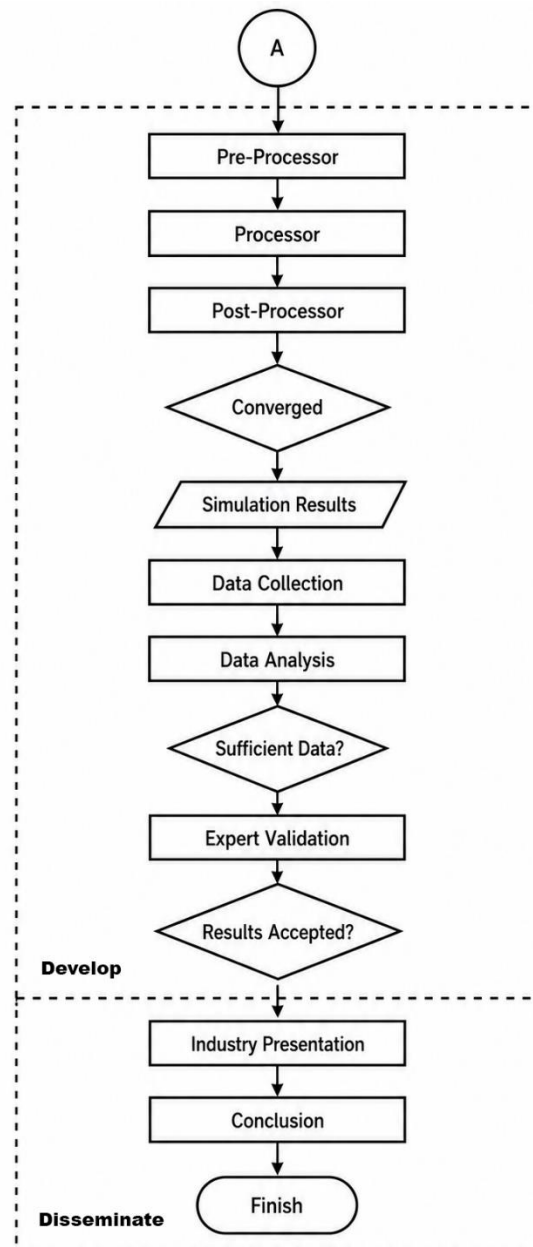 A
Pre-Processor
Processor
Post-Processor
Converged
Simulation Results
Data Collection
Data Analysis
Sufficient Data?
Expert Validation
Results Accepted?
Develop
Industry Presentation
Conclusion
Finish
Disseminate